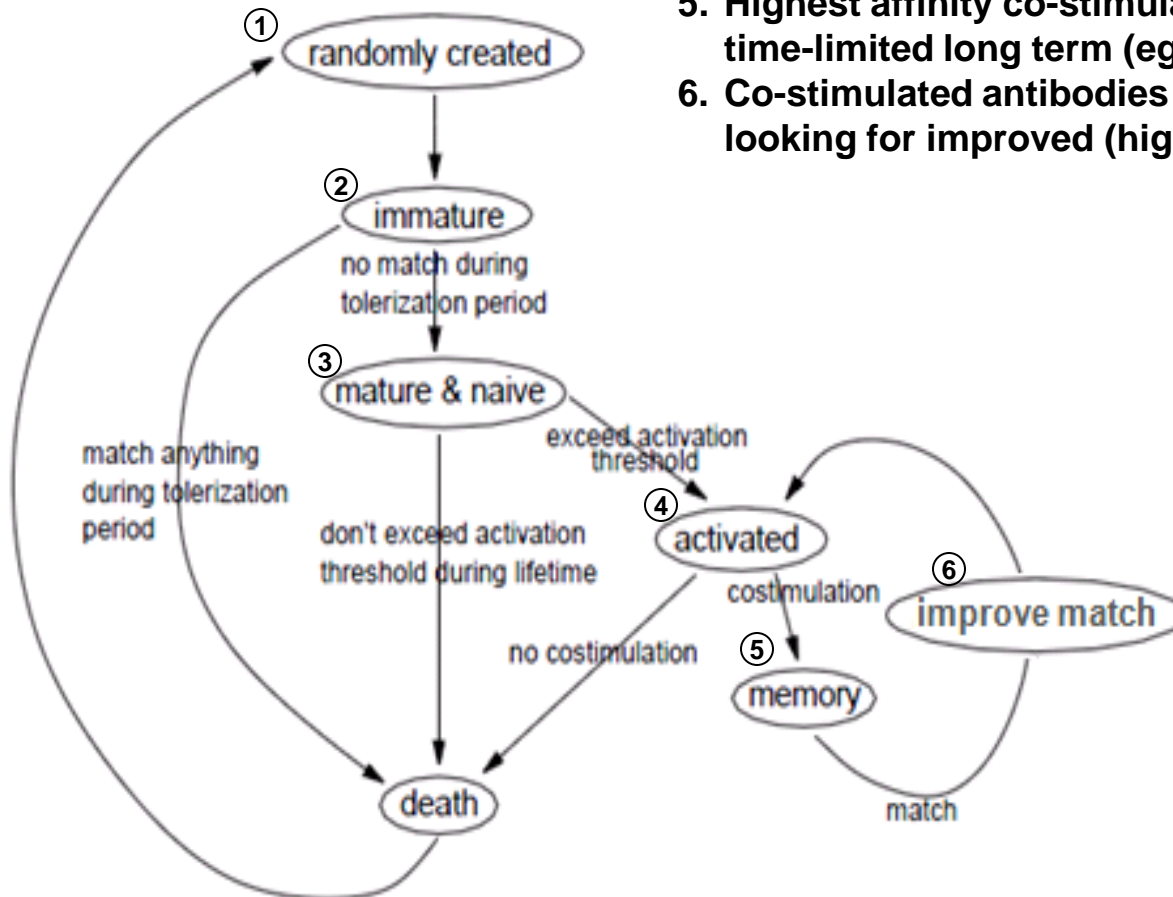 5. Highest affinity co-stimula
time-limited long term (eg
6. Co-stimulated antibodies
looking for improved (hig
1
randomly created
2
immature
no match during
tolerization period
3
mature & naive
exceed activation
threshold
match anything
during tolerization
period
4
activated
don't exceed activation
threshold during lifetime
costimulation
6
improve match
no costimulation
5
memory
death
match